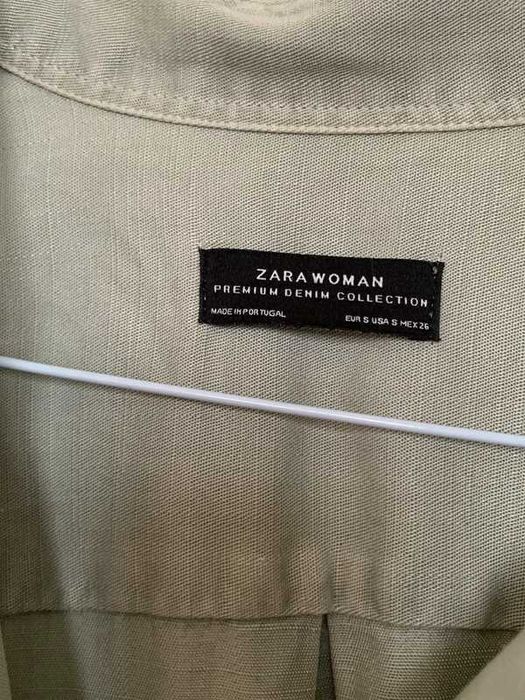 ZARA WOMAN
PREMIUM DENIM COLLECTION
MADE IN PORTUGAL
EUR S USA S MEX 26